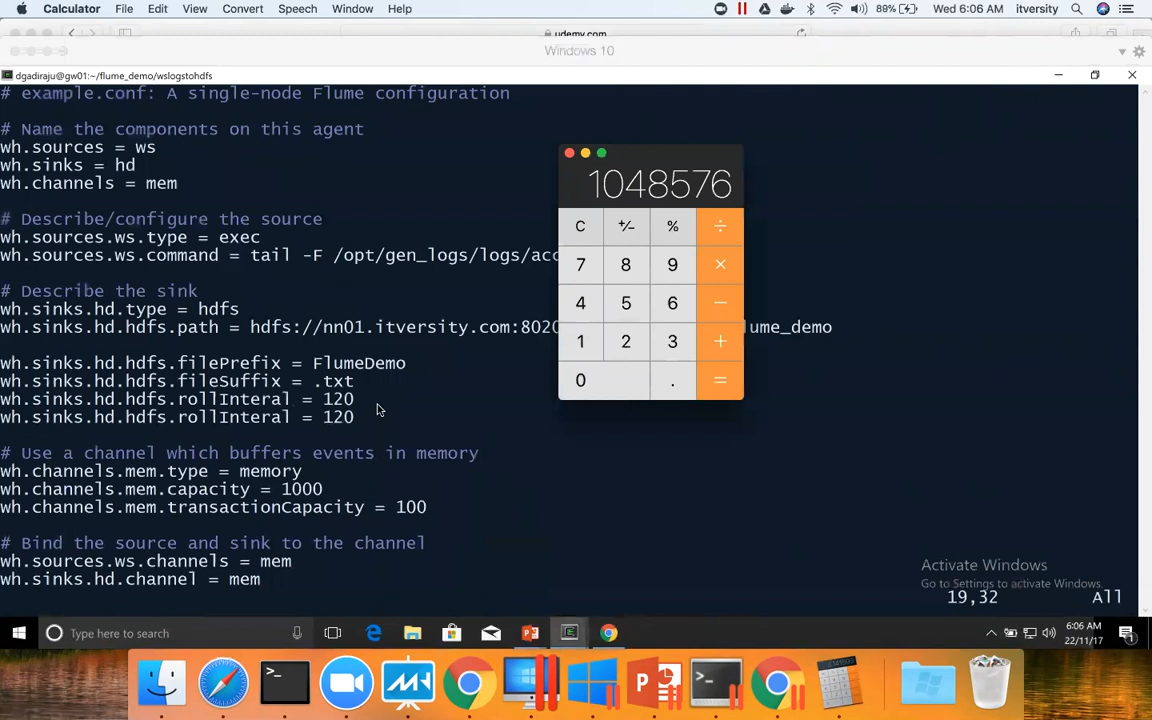 Calculator File Edit View Convert Speech Window Help 89% Wed 6:06 AM itversity
udemy.com
Windows 10
dgadiraju@gw01:~/flume_demo/wslogstohdfs
# example.conf: A single-node Flume configuration
# Name the components on this agent
wh.sources = ws
wh.sinks = hd
wh.channels = mem
# Describe/configure the source
wh.sources.ws.type = exec
wh.sources.ws.command = tail -F /opt/gen_logs/logs/acc
# Describe the sink
wh.sinks.hd.type = hdfs
wh.sinks.hd.hdfs.path = hdfs://nn01.itversity.com:8020 lume_demo
wh.sinks.hd.hdfs.filePrefix = FlumeDemo
wh.sinks.hd.hdfs.fileSuffix = .txt
wh.sinks.hd.hdfs.rollInteral = 120
wh.sinks.hd.hdfs.rollInteral = 120
# Use a channel which buffers events in memory
wh.channels.mem.type = memory
wh.channels.mem.capacity = 1000
wh.channels.mem.transactionCapacity = 100
# Bind the source and sink to the channel
wh.sources.ws.channels = mem
wh.sinks.hd.channel = mem
1048576
C +/− % ÷
7 8 9 ×
4 5 6 −
1 2 3 +
0 . =
Activate Windows
Go to Settings to activate Windows.
19,32 All
Type here to search
6:06 AM
22/11/17